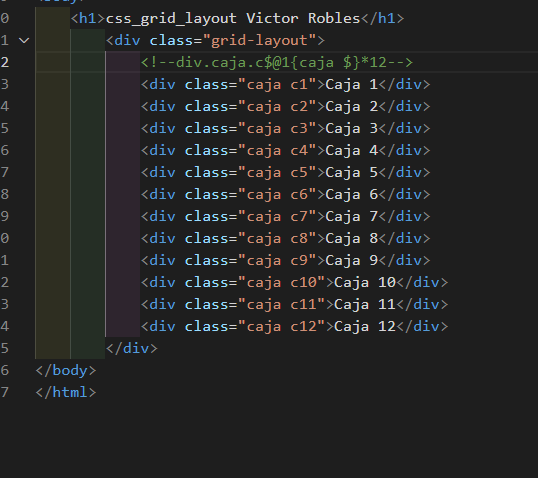 <body>
0 <h1>css_grid_layout Victor Robles</h1>
1 <div class="grid-layout">
2 <!--div.caja.c$@1{caja $}*12-->
3 <div class="caja c1">Caja 1</div>
4 <div class="caja c2">Caja 2</div>
5 <div class="caja c3">Caja 3</div>
6 <div class="caja c4">Caja 4</div>
7 <div class="caja c5">Caja 5</div>
8 <div class="caja c6">Caja 6</div>
9 <div class="caja c7">Caja 7</div>
0 <div class="caja c8">Caja 8</div>
1 <div class="caja c9">Caja 9</div>
2 <div class="caja c10">Caja 10</div>
3 <div class="caja c11">Caja 11</div>
4 <div class="caja c12">Caja 12</div>
5 </div>
6 </body>
7 </html>